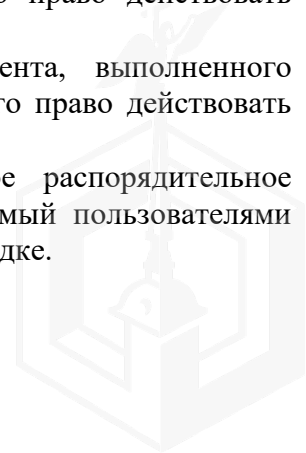 право действовать
ента, выполненного
го право действовать
е распорядительное
мый пользователями
дке.